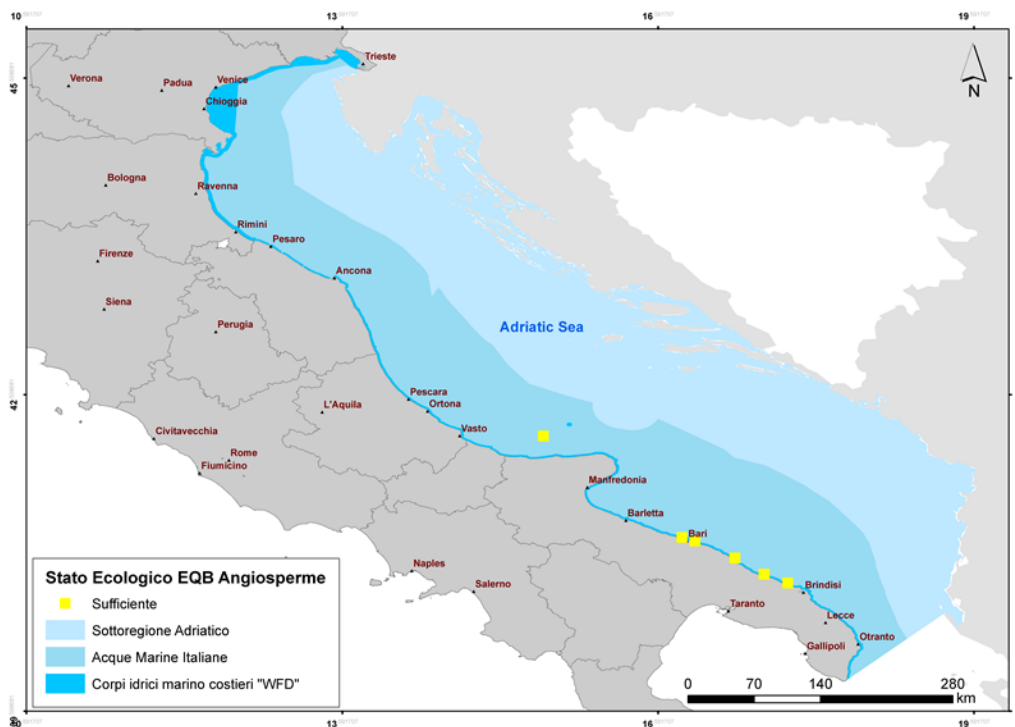 10 13 16 19
Trieste
45
Verona
Padua
Venice
Chioggia
Bologna
Ravenna
N
Rimini
Pesaro
Firenze
Ancona
Siena
Perugia
Adriatic Sea
42
Pescara
L'Aquila
Ortona
Vasto
Civitavecchia
Rome
Fiumicino
Manfredonia
Barletta
Bari
Naples
Salerno
Brindisi
Taranto
Lecce
Otranto
Gallipoli
Stato Ecologico EQB Angiosperme
Sufficiente
Sottoregione Adriatico
Acque Marine Italiane
Corpi idrici marino costieri "WFD"
0 70 140 280
km
13 16 19